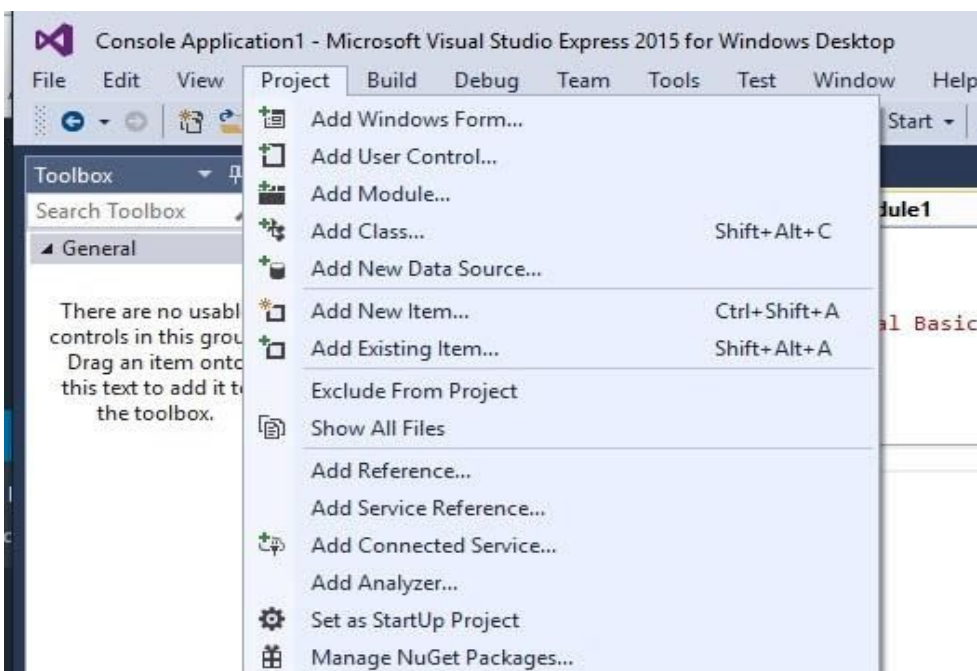 Console Application1 - Microsoft Visual Studio Express 2015 for Windows Desktop
File Edit View Project Build Debug Team Tools Test Window Help
Start
Toolbox
Search Toolbox
General
There are no usabl
controls in this grou
Drag an item onto
this text to add it t
the toolbox.
Add Windows Form...
Add User Control...
Add Module...
Add Class... Shift+Alt+C
Add New Data Source...
Add New Item... Ctrl+Shift+A
Add Existing Item... Shift+Alt+A
Exclude From Project
Show All Files
Add Reference...
Add Service Reference...
Add Connected Service...
Add Analyzer...
Set as StartUp Project
Manage NuGet Packages...
dule1
al Basic